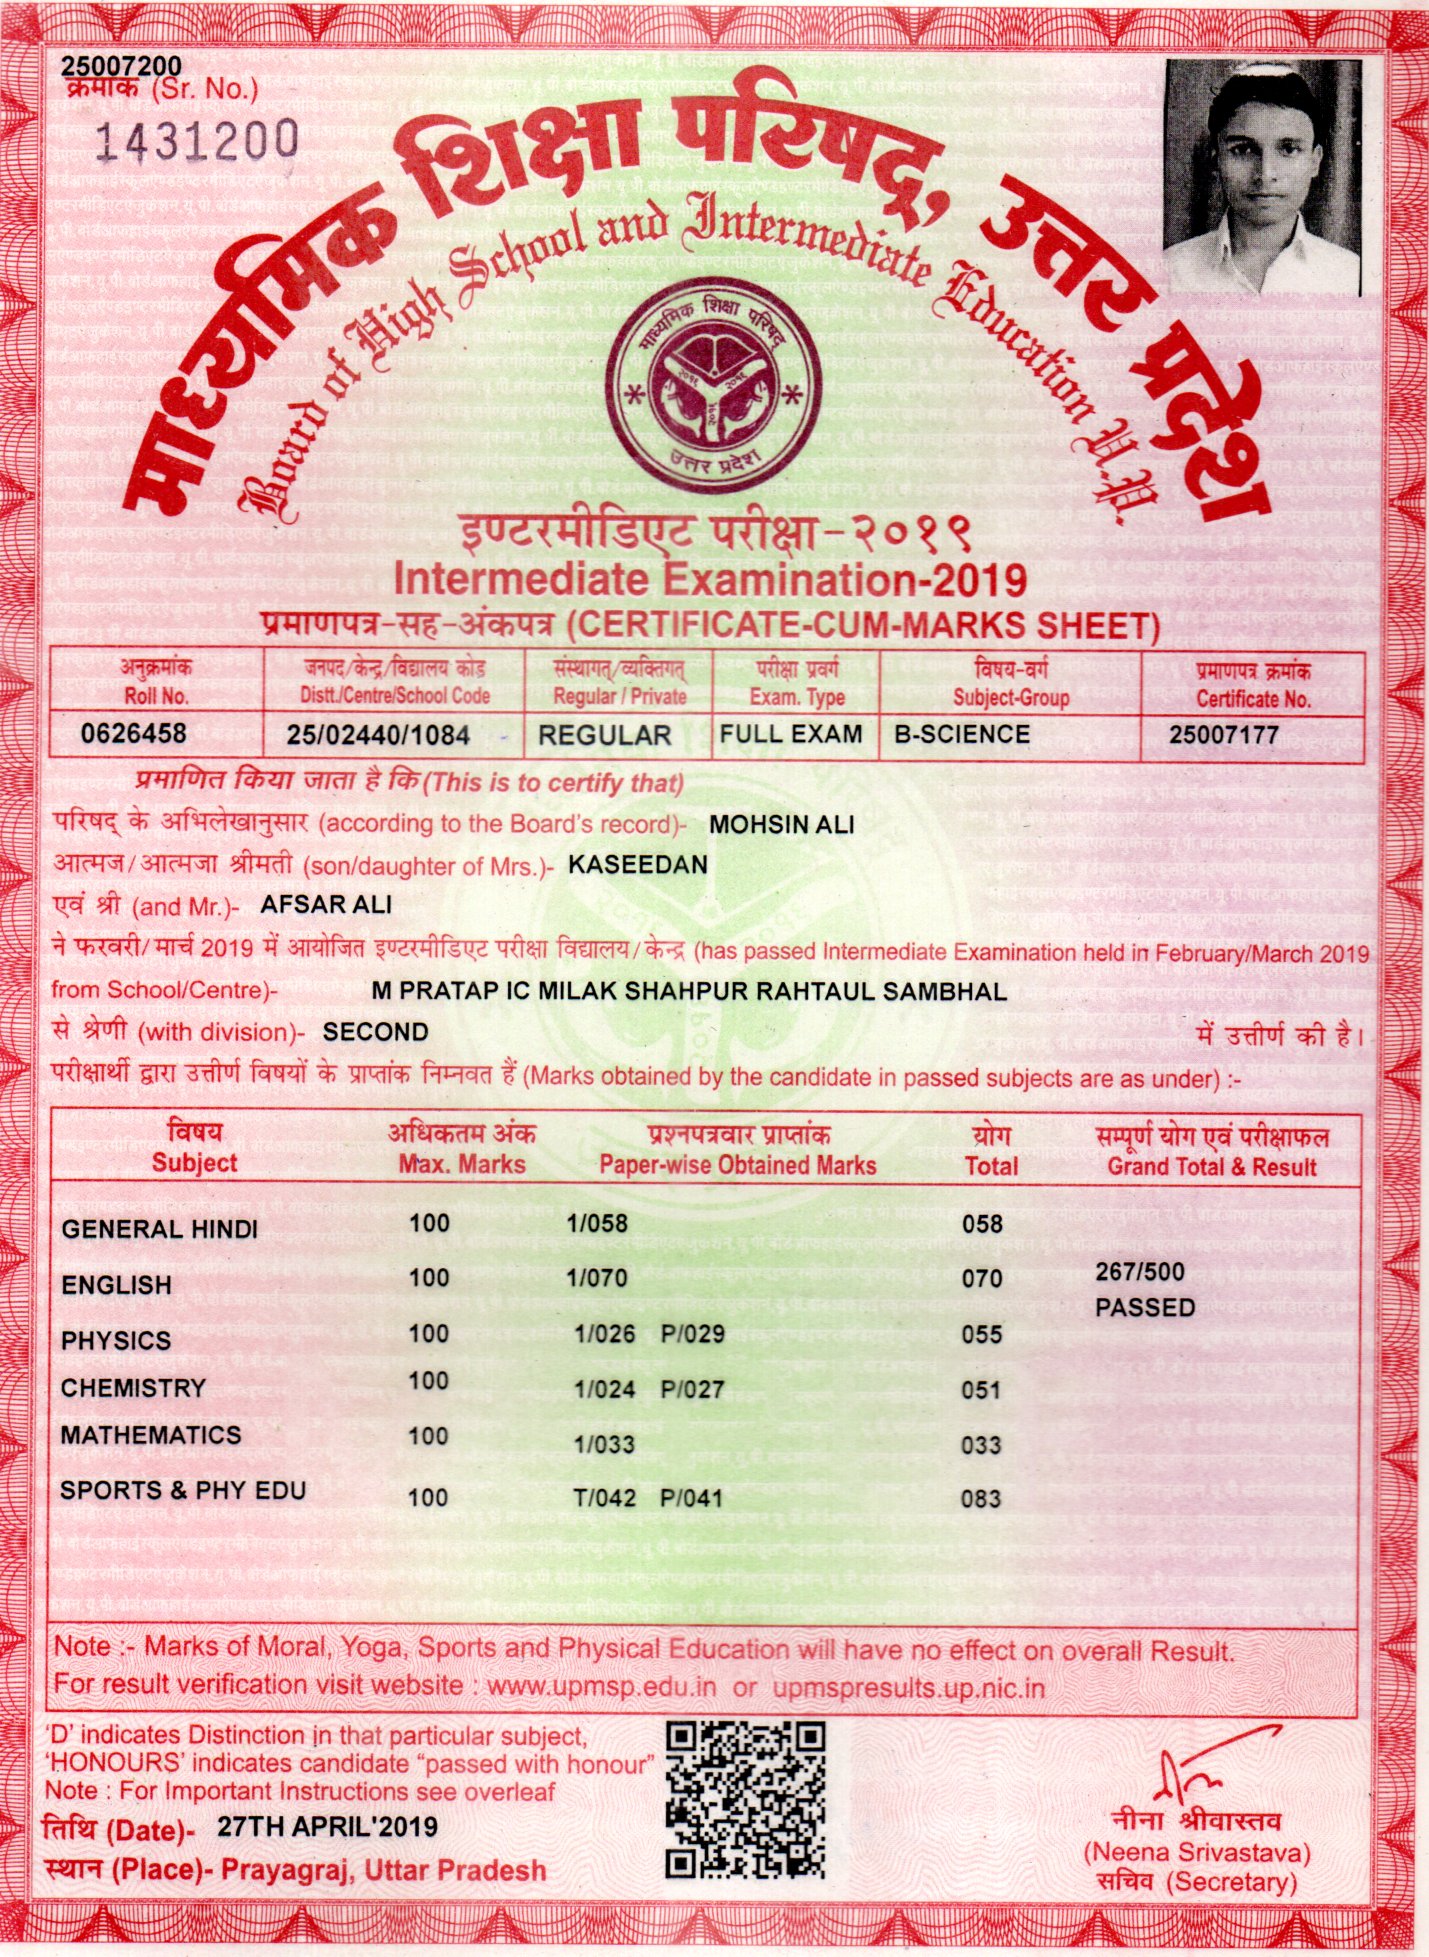 25007200
क्रमांक (Sr. No.)
1431200
माध्यमिक शिक्षा परिषद्, उत्तर प्रदेश
Board of High School and Intermediate Education U.P.
माध्यमिक शिक्षा परिषद्
उत्तर प्रदेश
इण्टरमीडिएट परीक्षा-२०१९
Intermediate Examination-2019
प्रमाणपत्र-सह-अंकपत्र (CERTIFICATE-CUM-MARKS SHEET)
अनुक्रमांक जनपद/केन्द्र/विद्यालय कोड संस्थागत्/व्यक्तिगत् परीक्षा प्रवर्ग विषय-वर्ग प्रमाणपत्र क्रमांक
Roll No. Distt./Centre/School Code Regular / Private Exam. Type Subject-Group Certificate No.
0626458 25/02440/1084 REGULAR FULL EXAM B-SCIENCE 25007177
प्रमाणित किया जाता है कि (This is to certify that)
परिषद् के अभिलेखानुसार (according to the Board's record)- MOHSIN ALI
आत्मज/आत्मजा श्रीमती (son/daughter of Mrs.)- KASEEDAN
एवं श्री (and Mr.)- AFSAR ALI
ने फरवरी/मार्च 2019 में आयोजित इण्टरमीडिएट परीक्षा विद्यालय/केन्द्र (has passed Intermediate Examination held in February/March 2019
from School/Centre)- M PRATAP IC MILAK SHAHPUR RAHTAUL SAMBHAL
से श्रेणी (with division)- SECOND में उत्तीर्ण की है।
परीक्षार्थी द्वारा उत्तीर्ण विषयों के प्राप्तांक निम्नवत हैं (Marks obtained by the candidate in passed subjects are as under) :-
विषय अधिकतम अंक प्रश्नपत्रवार प्राप्तांक योग सम्पूर्ण योग एवं परीक्षाफल
Subject Max. Marks Paper-wise Obtained Marks Total Grand Total & Result
GENERAL HINDI 100 1/058 058
ENGLISH 100 1/070 070 267/500
PASSED
PHYSICS 100 1/026 P/029 055
CHEMISTRY 100 1/024 P/027 051
MATHEMATICS 100 1/033 033
SPORTS & PHY EDU 100 T/042 P/041 083
Note :- Marks of Moral, Yoga, Sports and Physical Education will have no effect on overall Result.
For result verification visit website : www.upmsp.edu.in or upmspresults.up.nic.in
'D' indicates Distinction in that particular subject,
'HONOURS' indicates candidate "passed with honour"
Note : For Important Instructions see overleaf
तिथि (Date)- 27TH APRIL'2019
स्थान (Place)- Prayagraj, Uttar Pradesh
नीना श्रीवास्तव
(Neena Srivastava)
सचिव (Secretary)